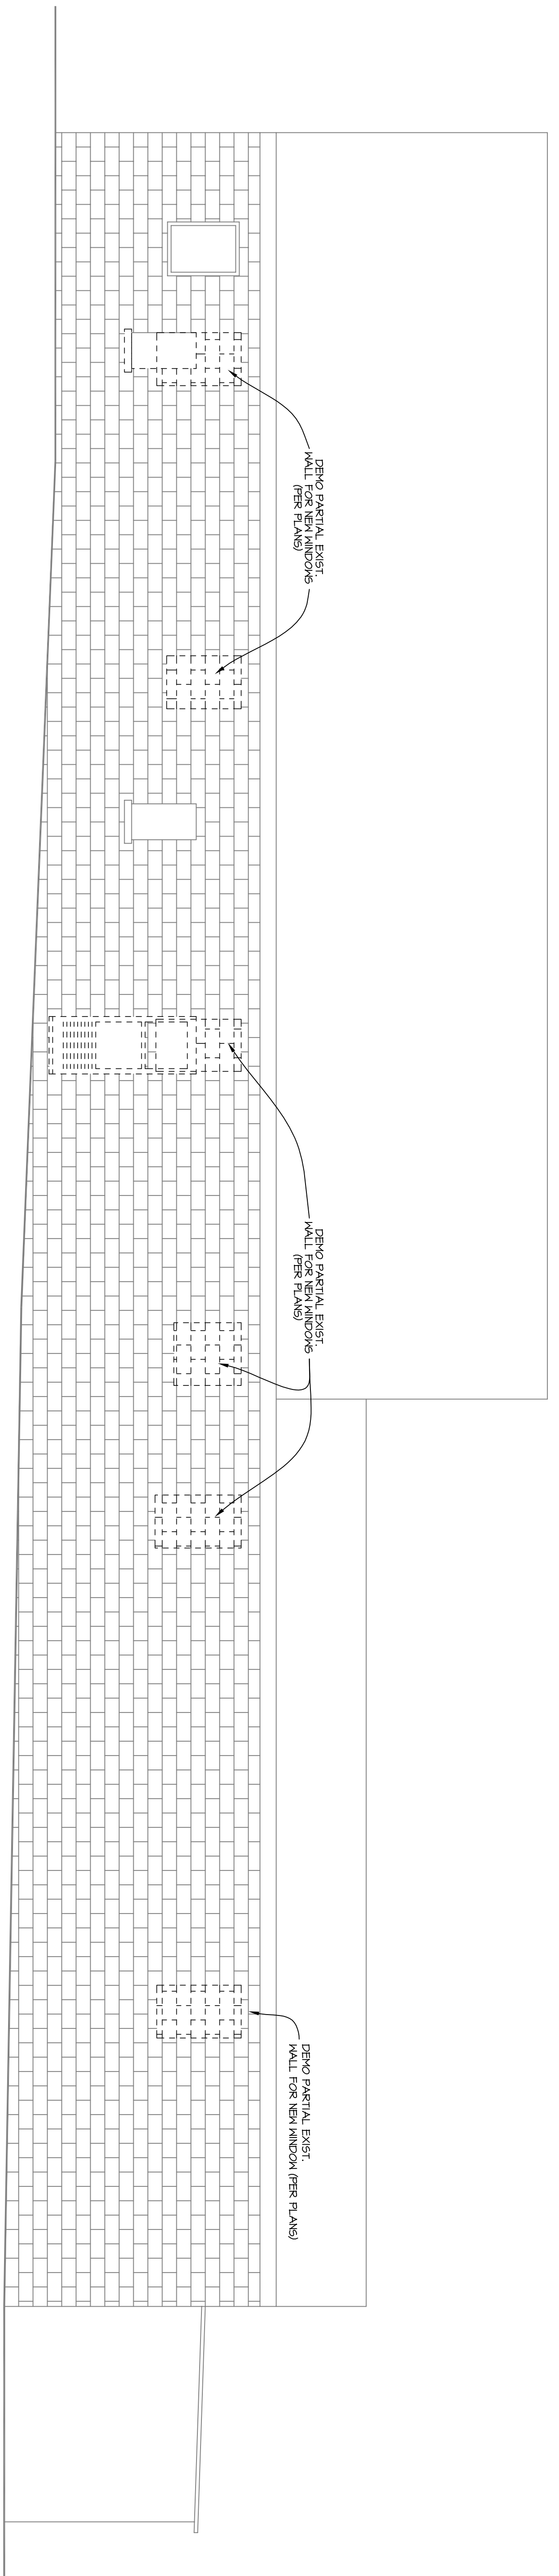 DEMO PARTIAL EXIST.
WALL FOR NEW WINDOWS
(PER PLANS)
DEMO PARTIAL EXIST.
WALL FOR NEW WINDOWS
(PER PLANS)
DEMO PARTIAL EXIST.
WALL FOR NEW WINDOW (PER PLANS)